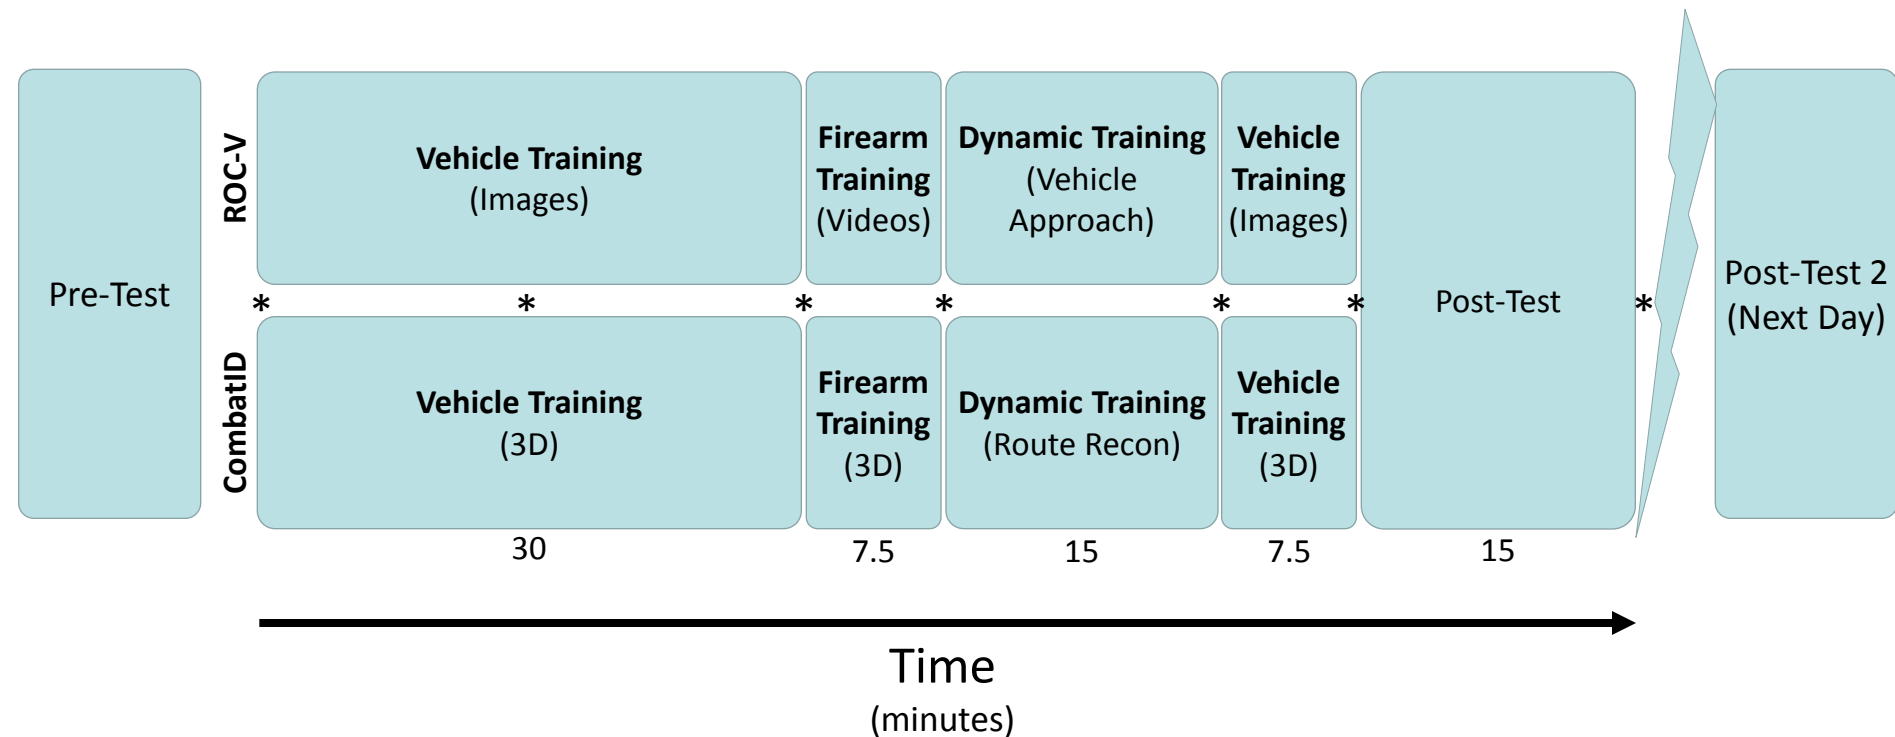 Pre-Test
ROC-V
Vehicle Training
(Images)
Firearm
Training
(Videos)
Dynamic Training
(Vehicle
Approach)
Vehicle
Training
(Images)
* * * * * * *
CombatID
Vehicle Training
(3D)
Firearm
Training
(3D)
Dynamic Training
(Route Recon)
Vehicle
Training
(3D)
Post-Test
Post-Test 2
(Next Day)
30
7.5
15
7.5
15
Time
(minutes)